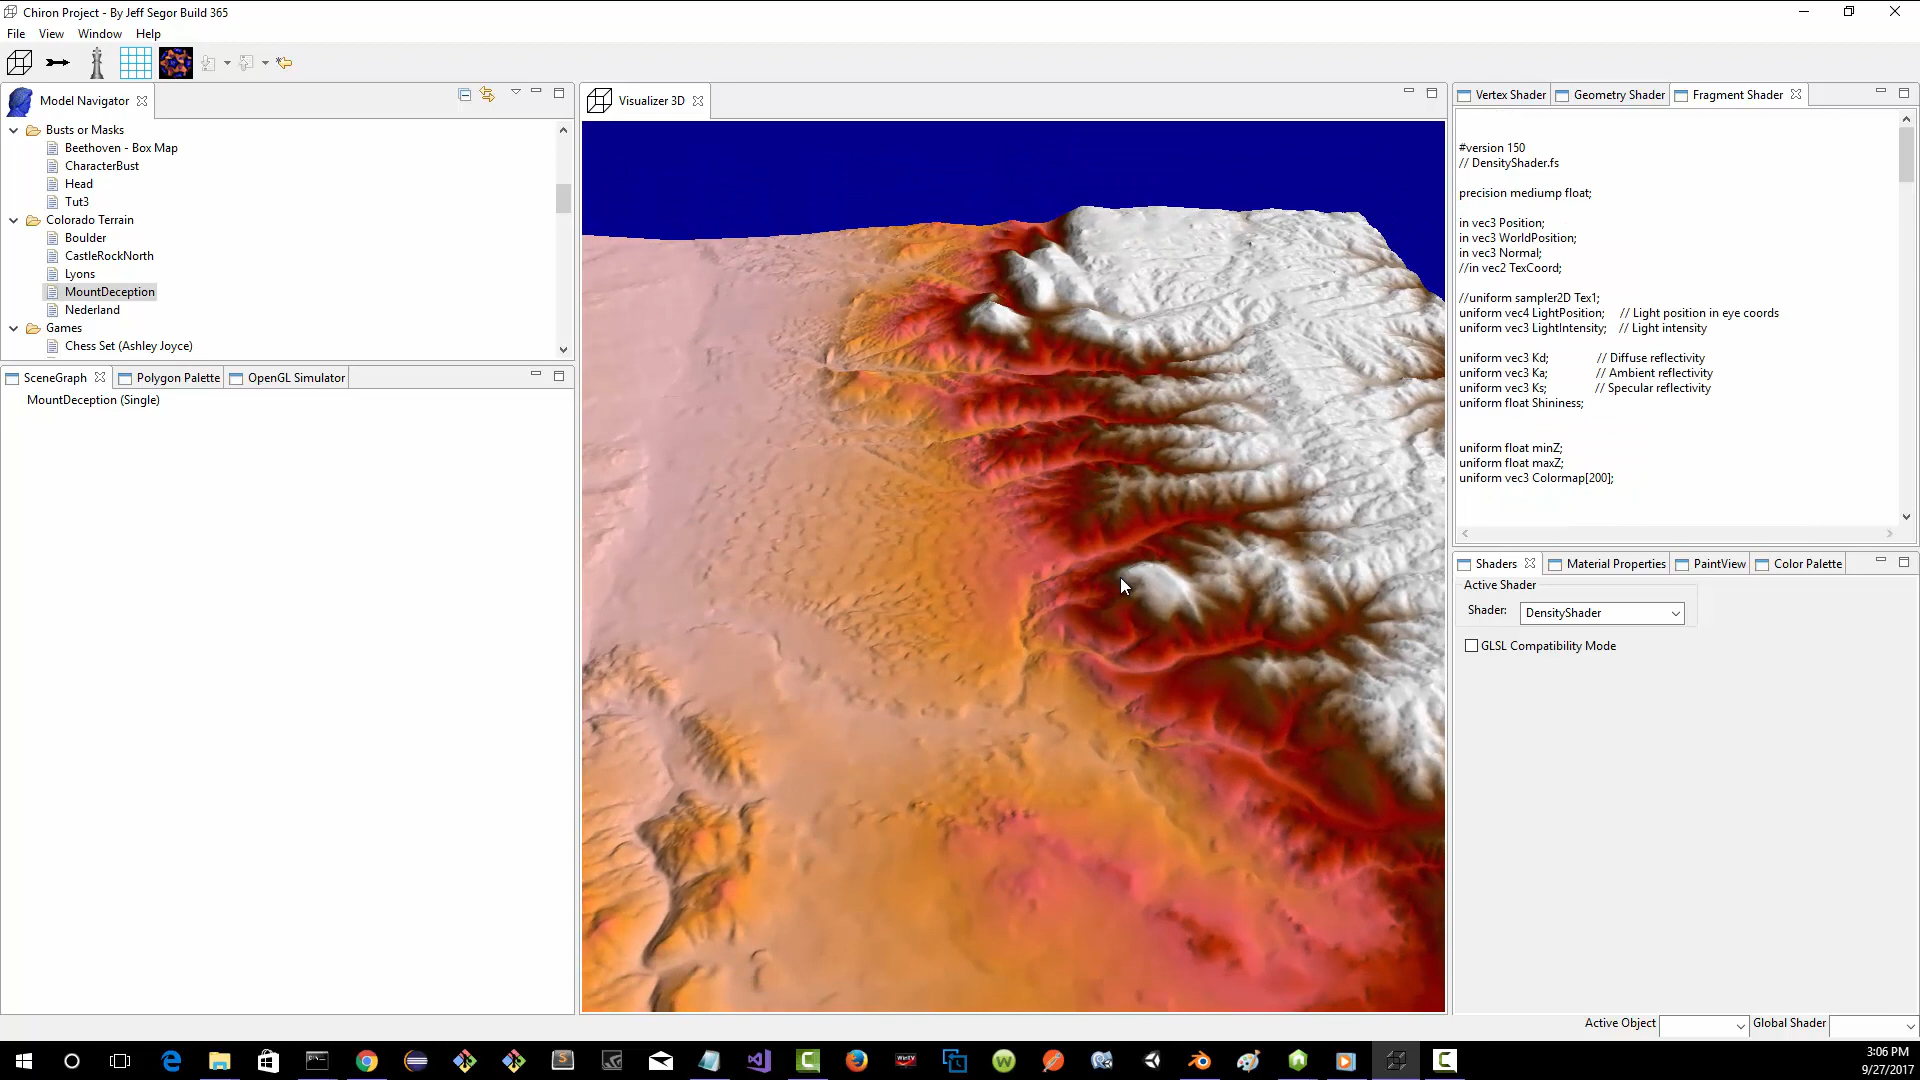 Chiron Project - By Jeff Segor Build 365
File View Window Help
Model Navigator
Busts or Masks
Beethoven - Box Map
CharacterBust
Head
Tut3
Colorado Terrain
Boulder
CastleRockNorth
Lyons
MountDeception
Nederland
Games
Chess Set (Ashley Joyce)
SceneGraph Polygon Palette OpenGL Simulator
MountDeception (Single)
Visualizer 3D
Vertex Shader Geometry Shader Fragment Shader
#version 150
// DensityShader.fs
precision mediump float;
in vec3 Position;
in vec3 WorldPosition;
in vec3 Normal;
//in vec2 TexCoord;
//uniform sampler2D Tex1;
uniform vec4 LightPosition; // Light position in eye coords
uniform vec3 LightIntensity; // Light intensity
uniform vec3 Kd; // Diffuse reflectivity
uniform vec3 Ka; // Ambient reflectivity
uniform vec3 Ks; // Specular reflectivity
uniform float Shininess;
uniform float minZ;
uniform float maxZ;
uniform vec3 Colormap[200];
Shaders Material Properties PaintView Color Palette
Active Shader
Shader: DensityShader
GLSL Compatibility Mode
Active Object Global Shader
3:06 PM
9/27/2017